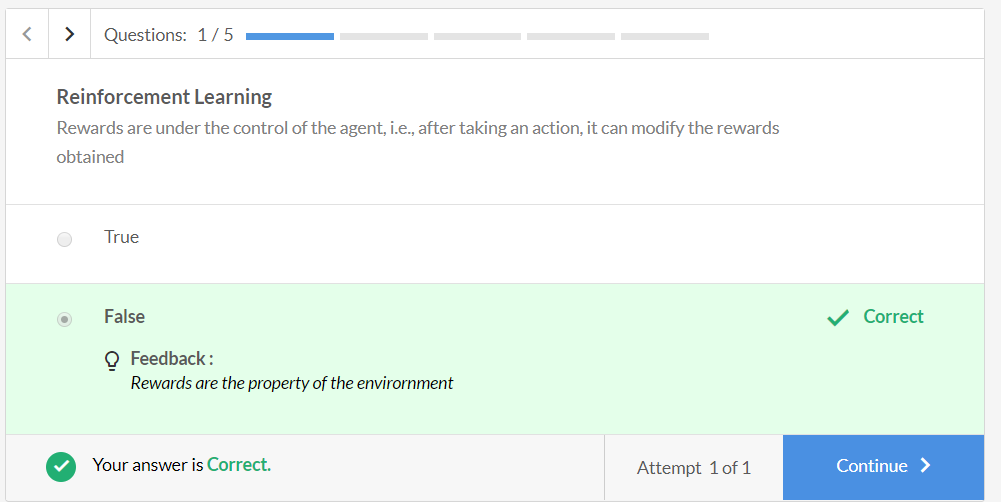 Questions: 1 / 5
Reinforcement Learning
Rewards are under the control of the agent, i.e., after taking an action, it can modify the rewards
obtained
True
False
Correct
Feedback :
Rewards are the property of the envirornment
Your answer is Correct.
Attempt 1 of 1
Continue